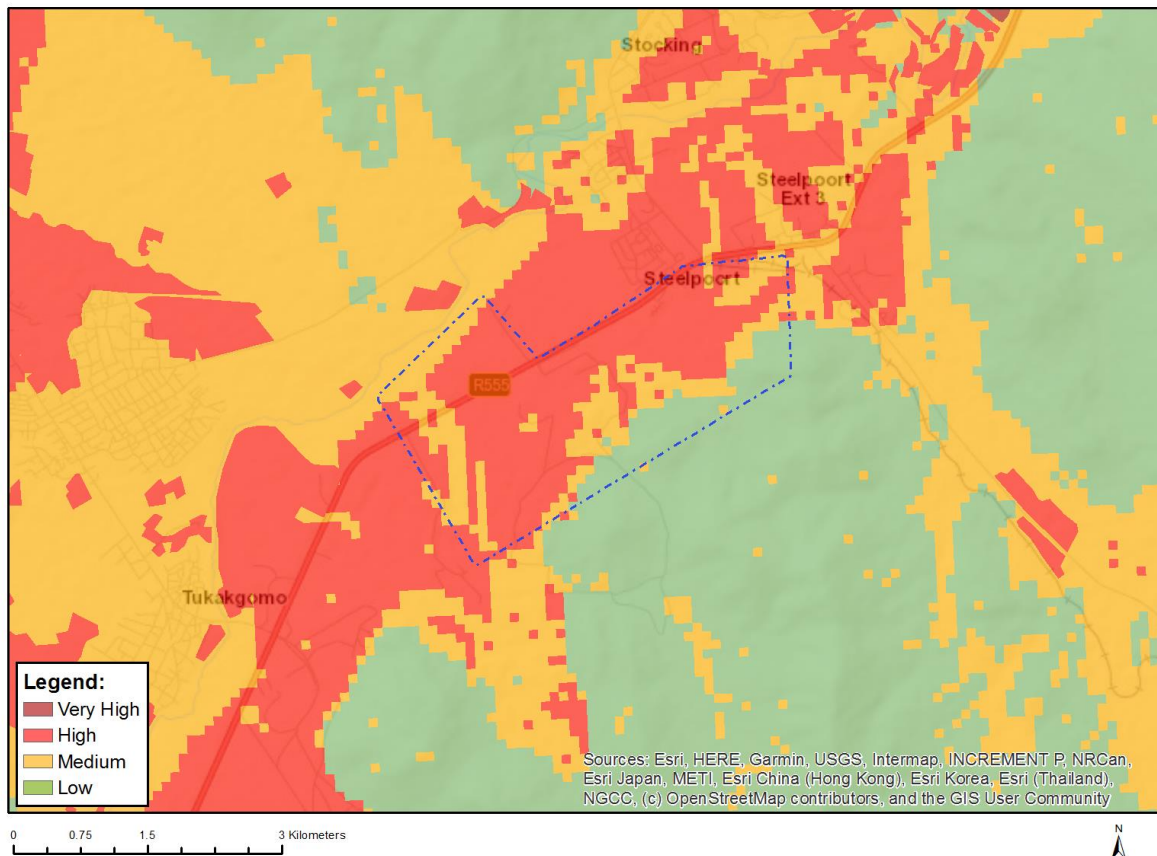 Stocking
Steelpoort
Ext 3
Steelpoort
R555
Tukakgomo
Legend:
Very High
High
Medium
Low
Sources: Esri, HERE, Garmin, USGS, Intermap, INCREMENT P, NRCan,
Esri Japan, METI, Esri China (Hong Kong), Esri Korea, Esri (Thailand),
NGCC, (c) OpenStreetMap contributors, and the GIS User Community
0 0.75 1.5 3 Kilometers
N